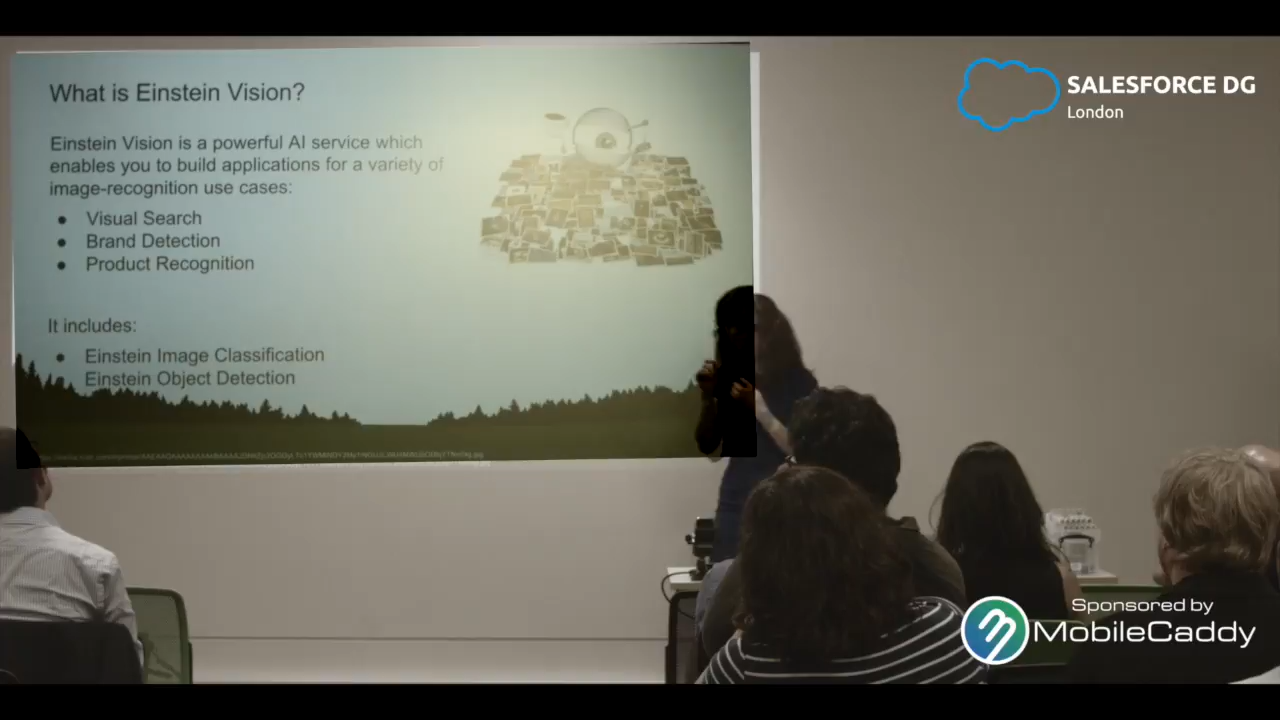 What is Einstein Vision?
Einstein Vision is a powerful AI service which
enables you to build applications for a variety of
image-recognition use cases:
● Visual Search
● Brand Detection
● Product Recognition
It includes:
● Einstein Image Classification
Einstein Object Detection
SALESFORCE DG
London
Sponsored by
MobileCaddy